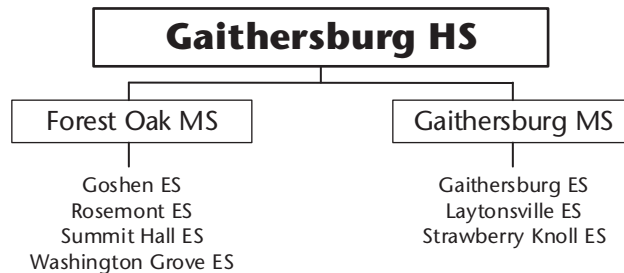 Gaithersburg HS
Forest Oak MS
Goshen ES
Rosemont ES
Summit Hall ES
Washington Grove ES
Gaithersburg MS
Gaithersburg ES
Laytonsville ES
Strawberry Knoll ES